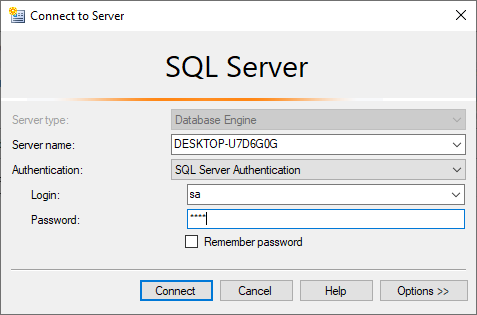 Connect to Server
SQL Server
Server type: Database Engine
Server name: DESKTOP-U7D6G0G
Authentication: SQL Server Authentication
Login: sa
Password: ****
Remember password
Connect Cancel Help Options >>